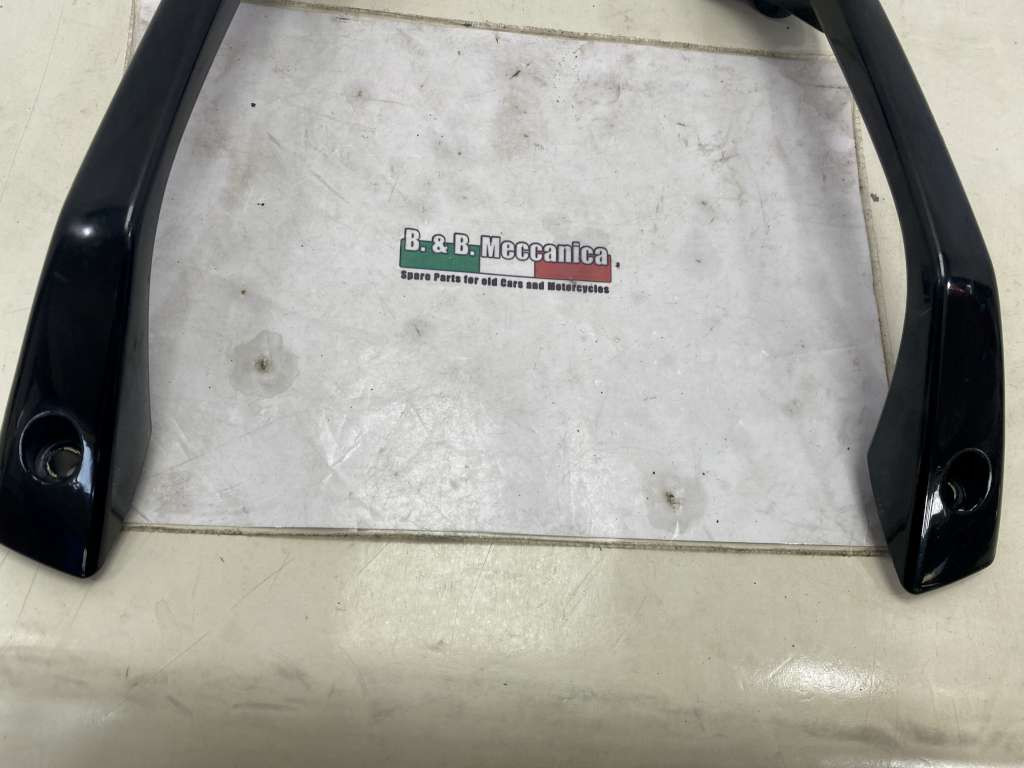 B. & B. Meccanica
Spare Parts for old Cars and Motorcycles